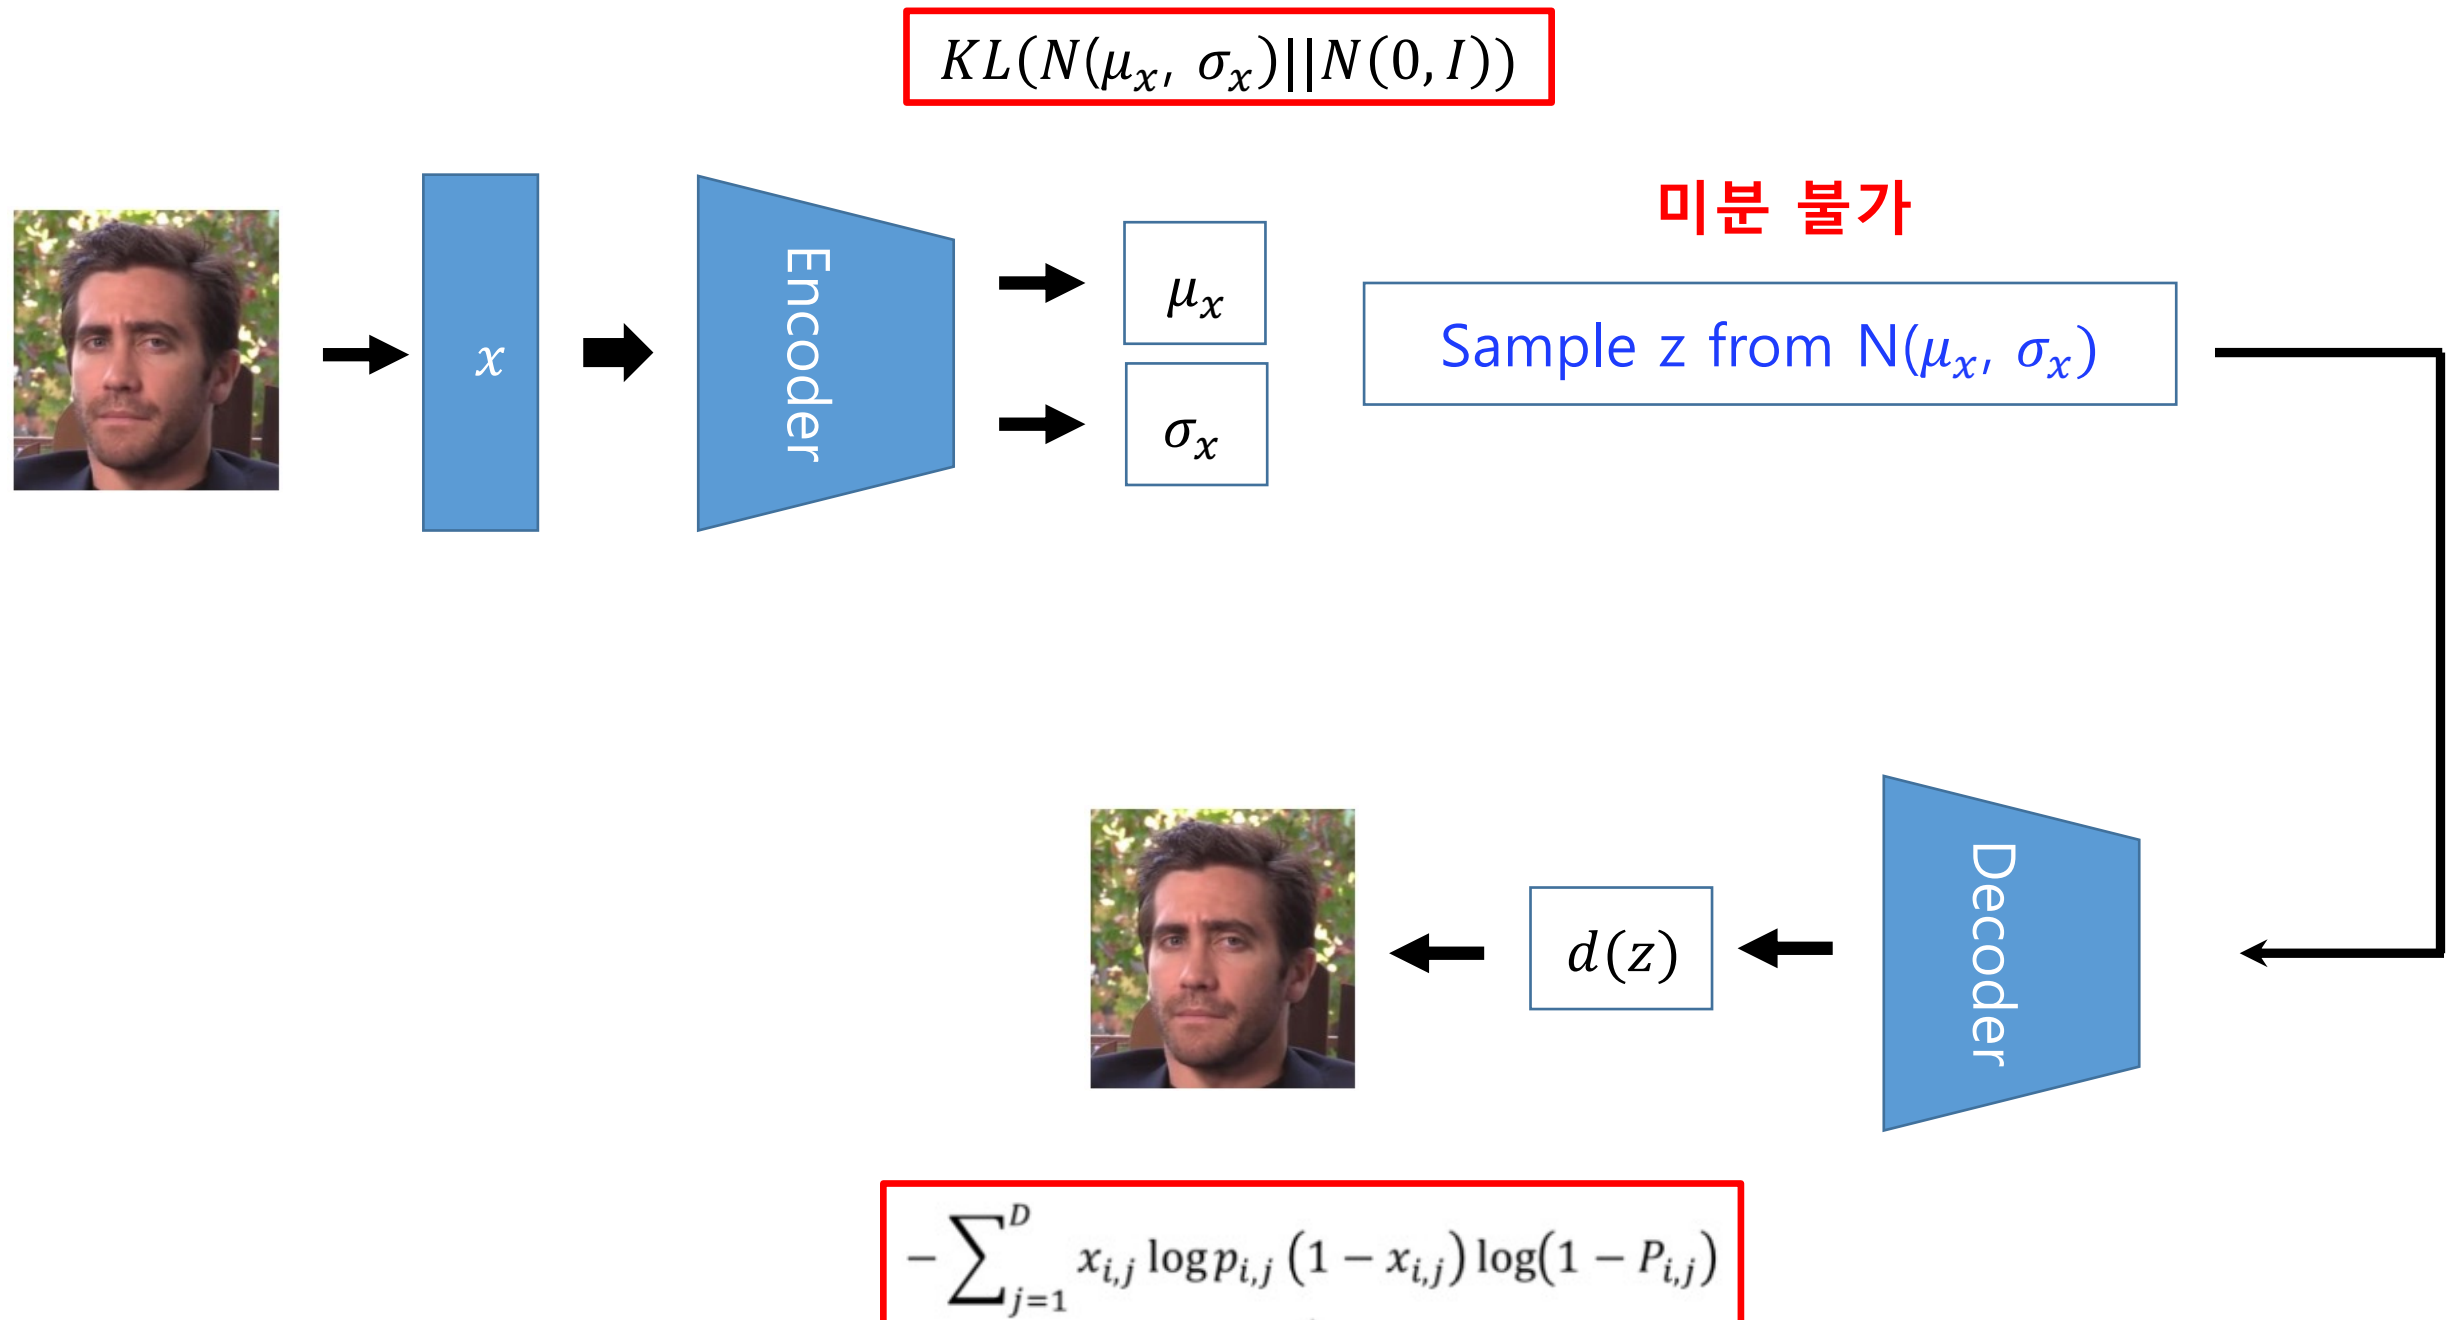 KL(N(μₓ, σₓ)||N(0, I))
미분 불가
x
Encoder
μₓ
σₓ
Sample z from N(μₓ, σₓ)
d(z)
Decoder
− ∑_{j=1}^{D} x_{i,j} log p_{i,j} (1 − x_{i,j}) log(1 − P_{i,j})